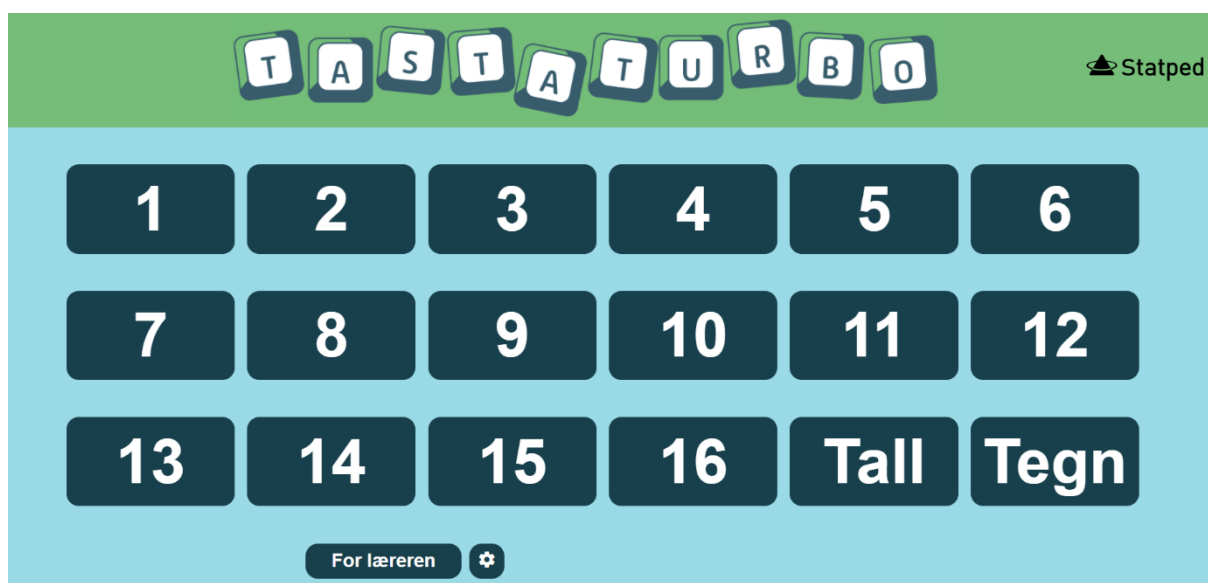 TASTATURBO
Statped
1 2 3 4 5 6
7 8 9 10 11 12
13 14 15 16 Tall Tegn
For læreren